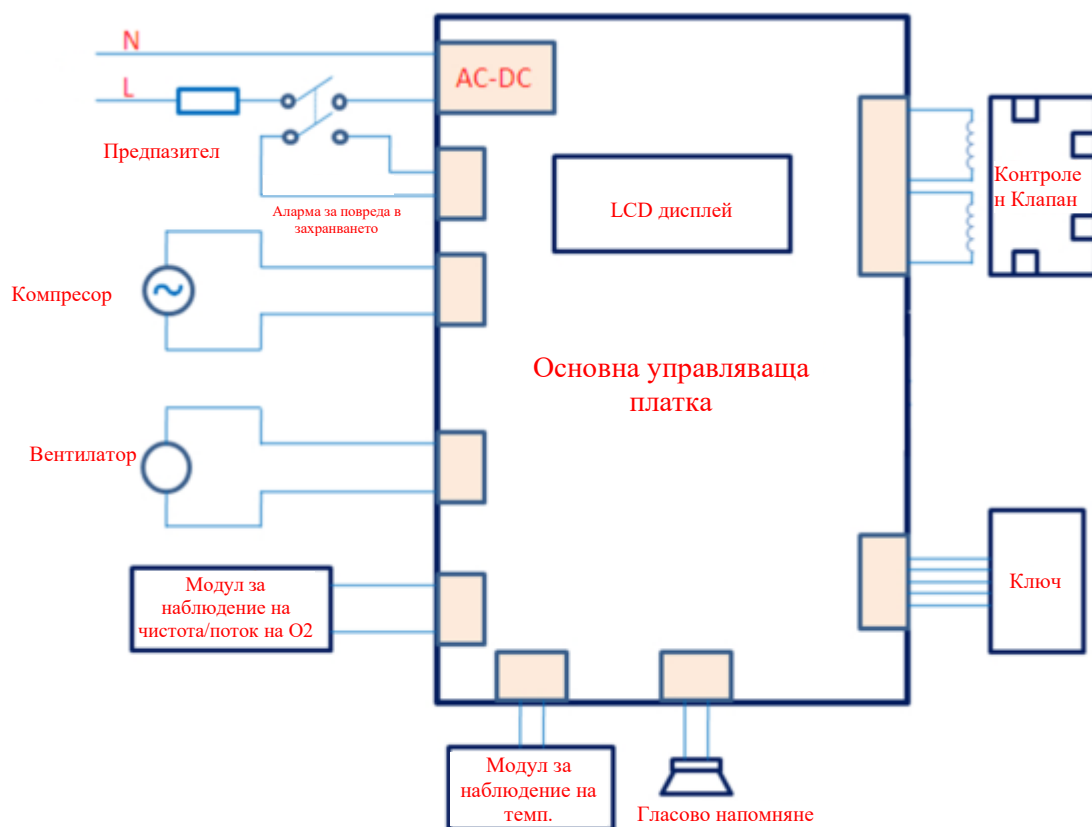 N
L
AC-DC
Предпазител
Аларма за повреда в
захранването
LCD дисплей
Контроле
н Клапан
Компресор
Основна управляваща
платка
Вентилатор
Модул за
наблюдение на
чистота/поток на O2
Ключ
Модул за
наблюдение на
темп.
Гласово напомняне